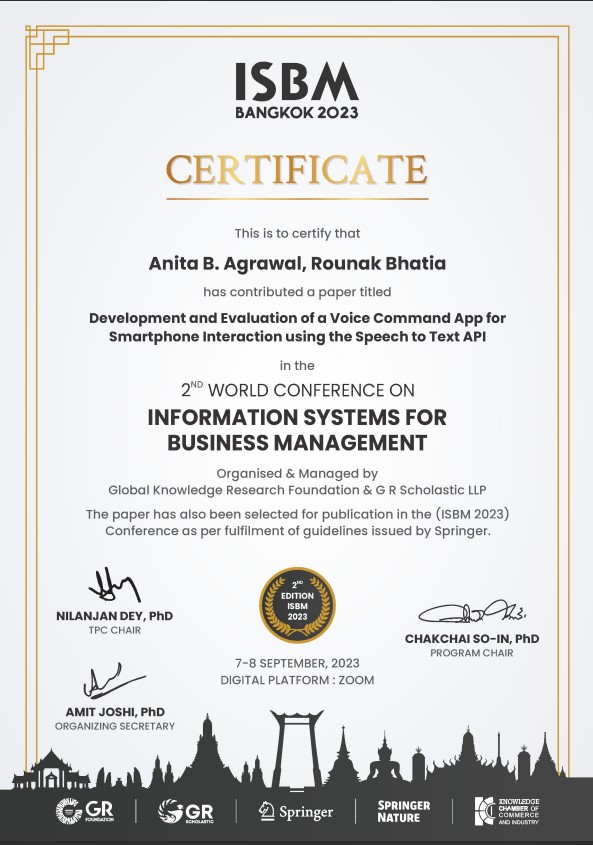 ISBM
BANGKOK 2023
CERTIFICATE
This is to certify that
Anita B. Agrawal, Rounak Bhatia
has contributed a paper titled
Development and Evaluation of a Voice Command App for
Smartphone Interaction using the Speech to Text API
in the
2ND WORLD CONFERENCE ON
INFORMATION SYSTEMS FOR
BUSINESS MANAGEMENT
Organised & Managed by
Global Knowledge Research Foundation & G R Scholastic LLP
The paper has also been selected for publication in the (ISBM 2023)
Conference as per fulfilment of guidelines issued by Springer.
NILANJAN DEY, PhD
TPC CHAIR
2ND
EDITION
ISBM
2023
CHAKCHAI SO-IN, PhD
PROGRAM CHAIR
7-8 SEPTEMBER, 2023
DIGITAL PLATFORM : ZOOM
AMIT JOSHI, PhD
ORGANIZING SECRETARY
GR
FOUNDATION
GR
SCHOLASTIC
Springer
SPRINGER
NATURE
KNOWLEDGE
CHAMBER OF
COMMERCE
AND INDUSTRY